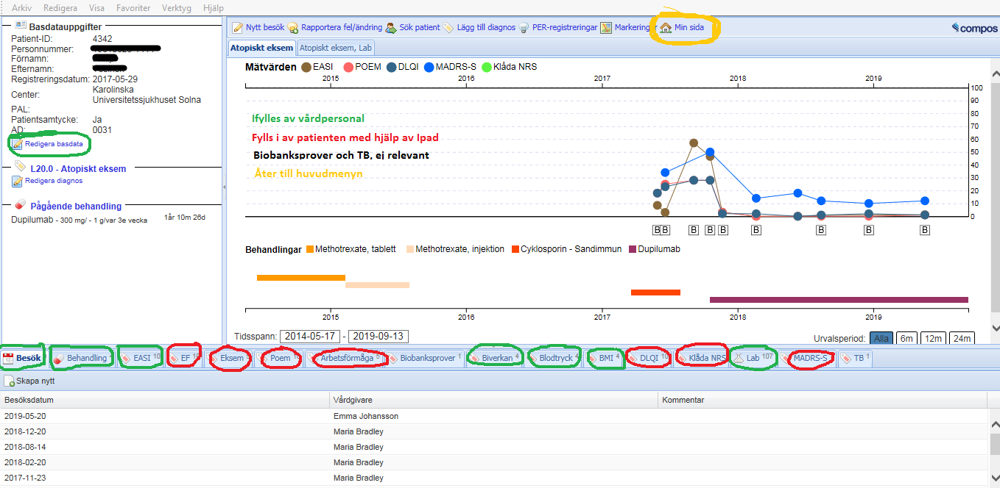 Arkiv Redigera Visa Favoriter Verktyg Hjälp
Basdatauppgifter
Patient-ID: 4342
Personnummer:
Förnamn:
Efternamn:
Registreringsdatum: 2017-05-29
Center: Karolinska
Universitetssjukhuset Solna
PAL:
Patientsamtycke: Ja
AD: 0031
Redigera basdata
L20.0 - Atopiskt eksem
Redigera diagnos
Pågående behandling
Dupilumab - 300 mg/ - 1 g/var 3e vecka 1år 10m 26d
Nytt besök Rapportera fel/ändring Sök patient Lägg till diagnos PER-registreringar Markeringar Min sida
compos
Atopiskt eksem Atopiskt eksem, Lab
Mätvärden EASI POEM DLQI MADRS-S Klåda NRS
2015 2016 2017 2018 2019
100
90
80
70
60
50
40
30
20
10
0
Ifylles av vårdpersonal
Fylls i av patienten med hjälp av Ipad
Biobanksprover och TB, ej relevant
Åter till huvudmenyn
B B B B B B B B B
Behandlingar Methotrexate, tablett Methotrexate, injektion Cyklosporin - Sandimmun Dupilumab
2015 2016 2017 2018 2019
Tidsspann: 2014-05-17 - 2019-09-13
Urvalsperiod: Alla 6m 12m 24m
Besök Behandling EASI 10 EF Eksem Poem Arbetsförmåga 5 Biobanksprover 1 Biverkan 4 Blodtryck 4 BMI 4 DLQI 10 Klåda NRS Lab 107 MADRS-S TB 1
Skapa nytt
Besöksdatum Vårdgivare Kommentar
2019-05-20 Emma Johansson
2018-12-20 Maria Bradley
2018-08-14 Maria Bradley
2018-02-20 Maria Bradley
2017-11-23 Maria Bradley